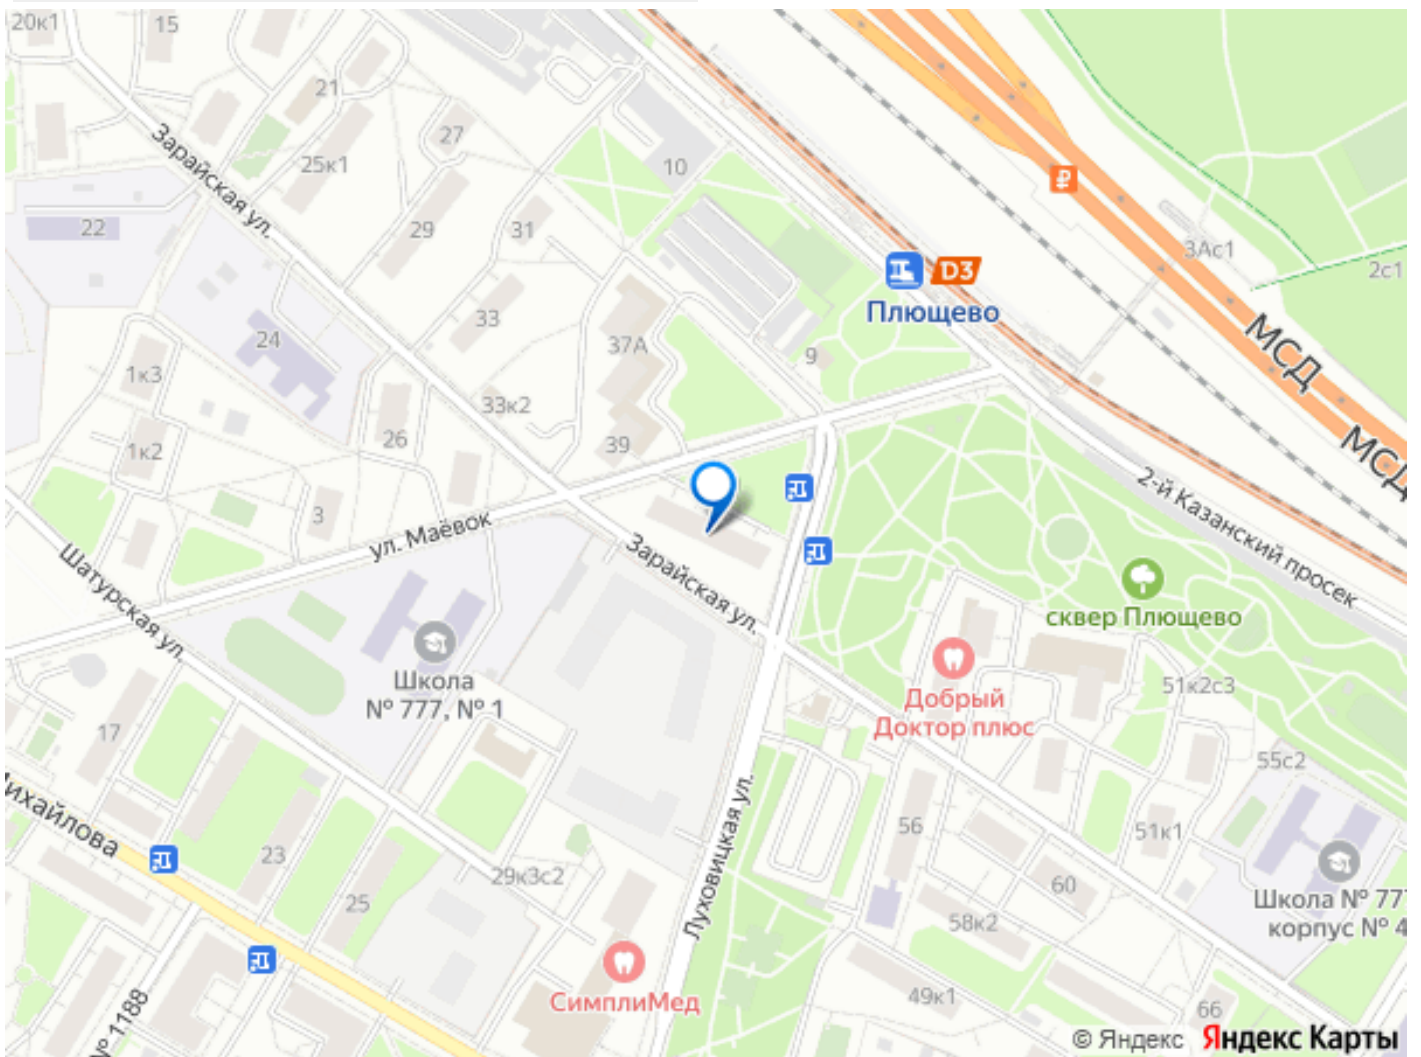 20к1
15
21
27
25к1
10
Зарайская ул.
22
29
31
3Ас1
2с1
D3
Плющево
33
24
37А
9
МСД
1к3
33к2
МСД
26
39
1к2
2-й Казанский просек
3
ул. Маёвок
Зарайская ул.
Шатурская ул.
сквер Плющево
Школа
№ 777, № 1
51к2с3
Добрый
Доктор плюс
17
55с2
Михайлова
56
51к1
Луховицкая ул.
23
29к3с2
60
25
Школа № 777
корпус № 4
58к2
СимплиМед
49к1
66
№ 1188
© Яндекс Яндекс Карты